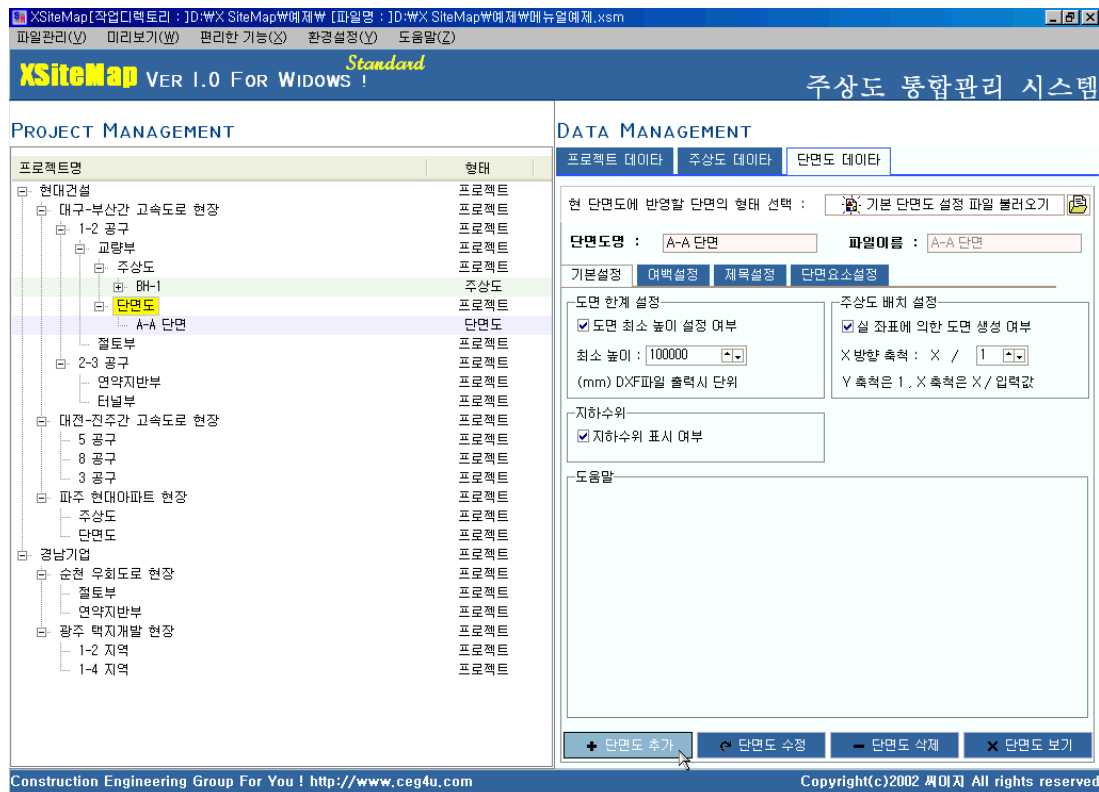 XSiteMap[작업디렉토리 : ]D:₩X SiteMap₩예제₩ [파일명 : ]D:₩X SiteMap₩예제₩메뉴얼예제.xsm
파일관리(V) 미리보기(W) 편리한 기능(X) 환경설정(Y) 도움말(Z)
XSiteMap VER 1.0 FOR WIDOWS ! Standard
주상도 통합관리 시스템
PROJECT MANAGEMENT
프로젝트명 형태
현대건설 프로젝트
대구-부산간 고속도로 현장 프로젝트
1-2 공구 프로젝트
교량부 프로젝트
주상도 프로젝트
BH-1 주상도
단면도 프로젝트
A-A 단면 단면도
절토부 프로젝트
2-3 공구 프로젝트
연약지반부 프로젝트
터널부 프로젝트
대전-진주간 고속도로 현장 프로젝트
5 공구 프로젝트
8 공구 프로젝트
3 공구 프로젝트
파주 현대아파트 현장 프로젝트
주상도 프로젝트
단면도 프로젝트
경남기업 프로젝트
순천 우회도로 현장 프로젝트
절토부 프로젝트
연약지반부 프로젝트
광주 택지개발 현장 프로젝트
1-2 지역 프로젝트
1-4 지역 프로젝트
DATA MANAGEMENT
프로젝트 데이타 주상도 데이타 단면도 데이타
현 단면도에 반영할 단면의 형태 선택 : 기본 단면도 설정 파일 불러오기
단면도명 : A-A 단면 파일이름 : A-A 단면
기본설정 여백설정 제목설정 단면요소설정
도면 한계 설정
도면 최소 높이 설정 여부
최소 높이 : 100000
(mm) DXF파일 출력시 단위
주상도 배치 설정
실 좌표에 의한 도면 생성 여부
X 방향 축척 : X / 1
Y 축척은 1 , X 축척은 X / 입력값
지하수위
지하수위 표시 여부
도움말
단면도 추가 단면도 수정 단면도 삭제 단면도 보기
Construction Engineering Group For You ! http://www.ceg4u.com
Copyright(c)2002 씨이지 All rights reserved